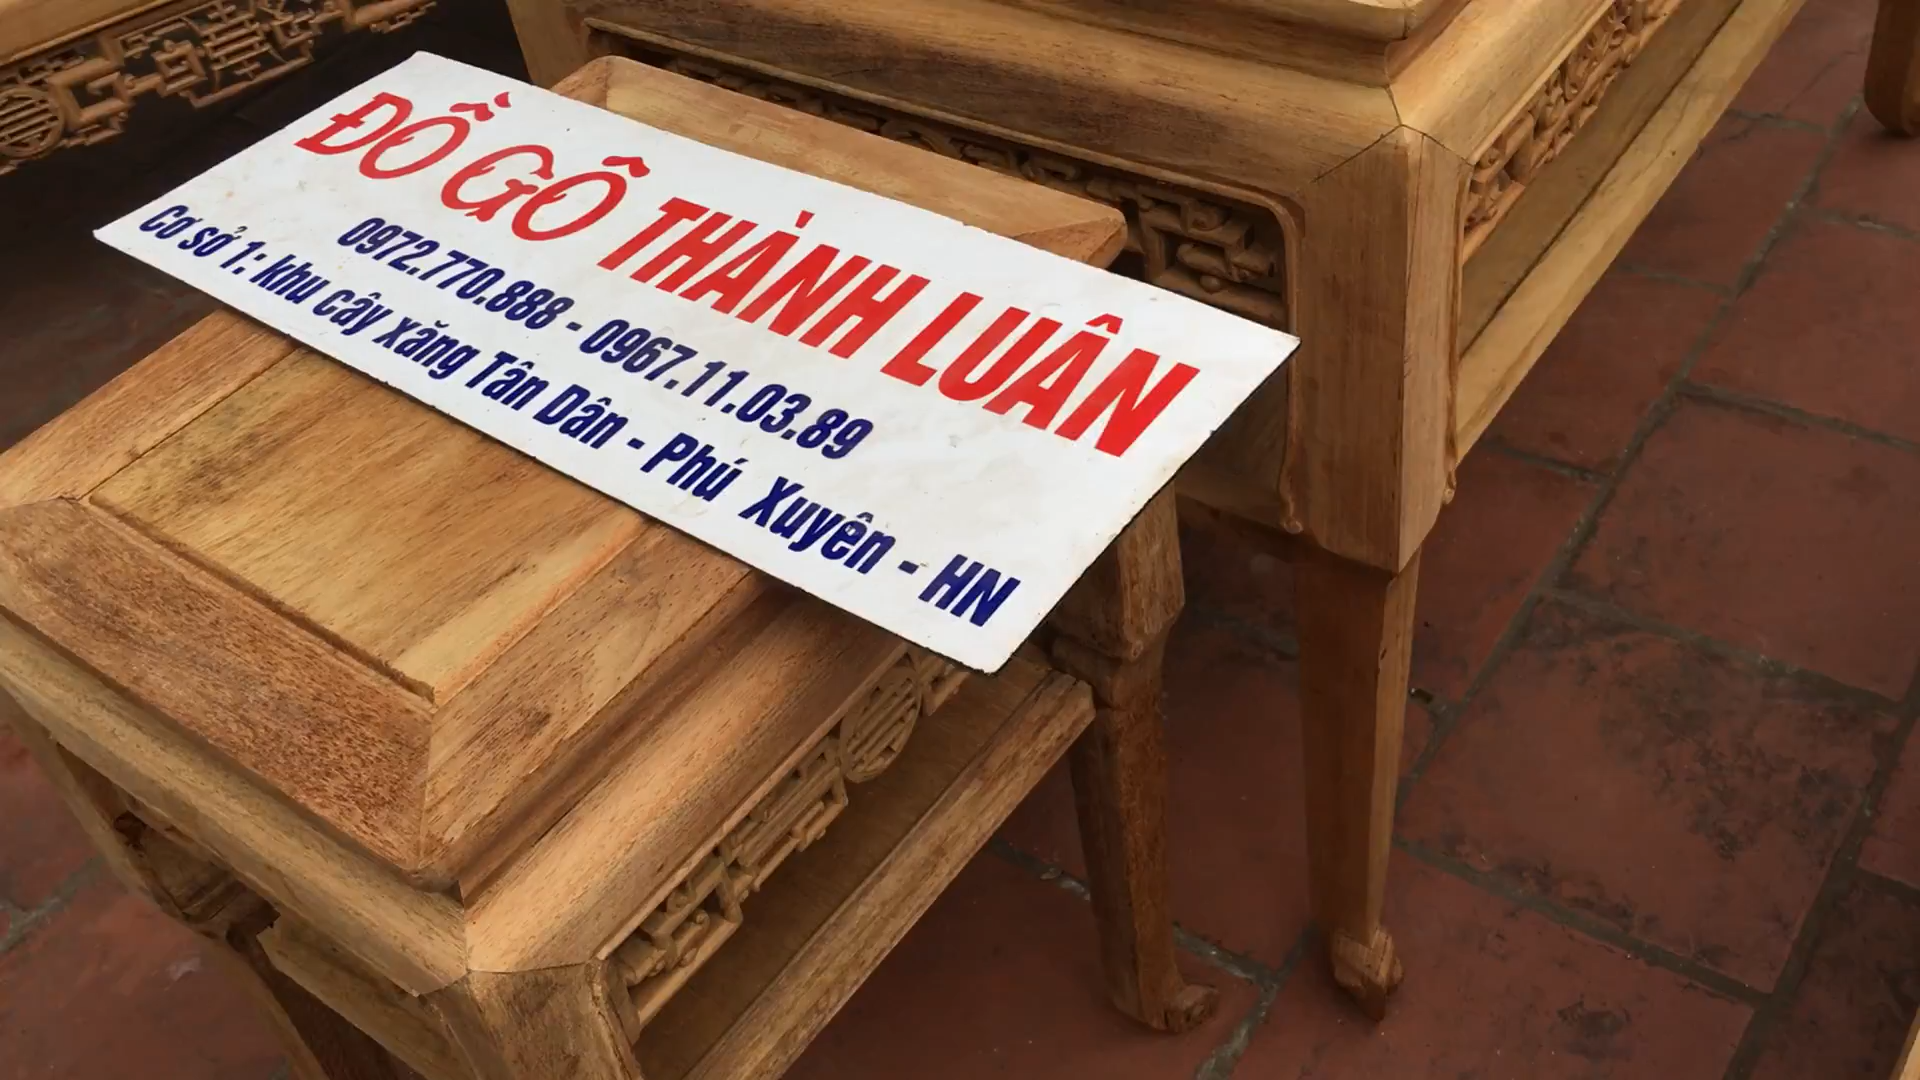 ĐỒ GỖ THÀNH LUÂN
0972.770.888 - 0967.11.03.89
Cơ sở 1: khu Cây Xăng Tân Dân - Phú Xuyên - HN